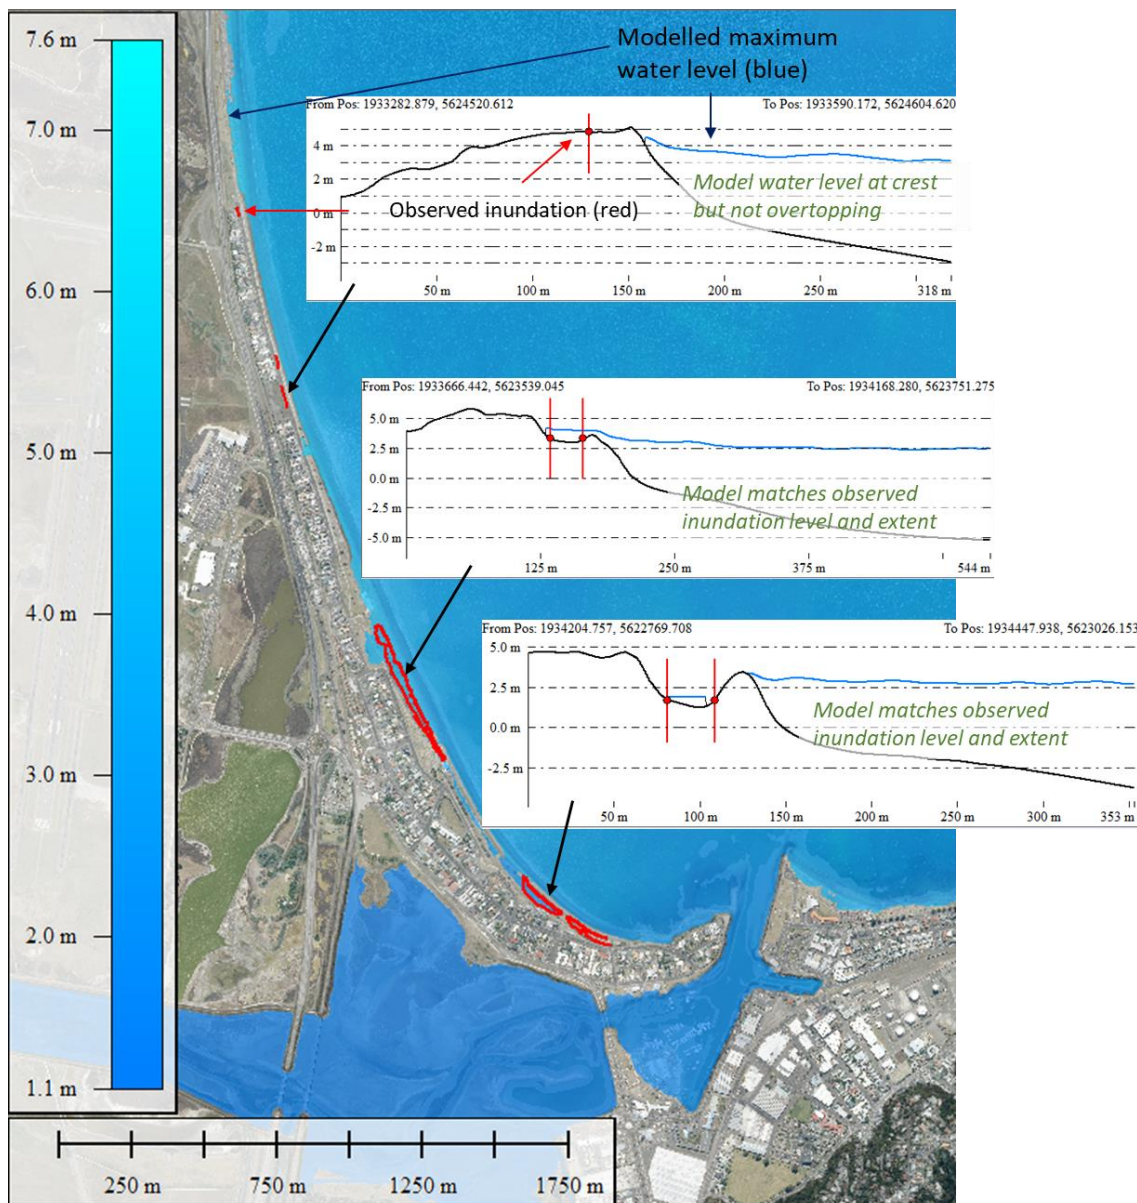 7.6 m
7.0 m
6.0 m
5.0 m
4.0 m
3.0 m
2.0 m
1.1 m
Modelled maximum
water level (blue)
From Pos: 1933282.879, 5624520.612
To Pos: 1933590.172, 5624604.620
4 m
2 m
0 m
-2 m
Model water level at crest
but not overtopping
Observed inundation (red)
50 m
100 m
150 m
200 m
250 m
318 m
From Pos: 1933666.442, 5623539.045
To Pos: 1934168.280, 5623751.275
5.0 m
2.5 m
0.0 m
-2.5 m
-5.0 m
Model matches observed
inundation level and extent
125 m
250 m
375 m
544 m
From Pos: 1934204.757, 5622769.708
To Pos: 1934447.938, 5623026.153
5.0 m
2.5 m
0.0 m
-2.5 m
Model matches observed
inundation level and extent
50 m
100 m
150 m
200 m
250 m
300 m
353 m
250 m
750 m
1250 m
1750 m